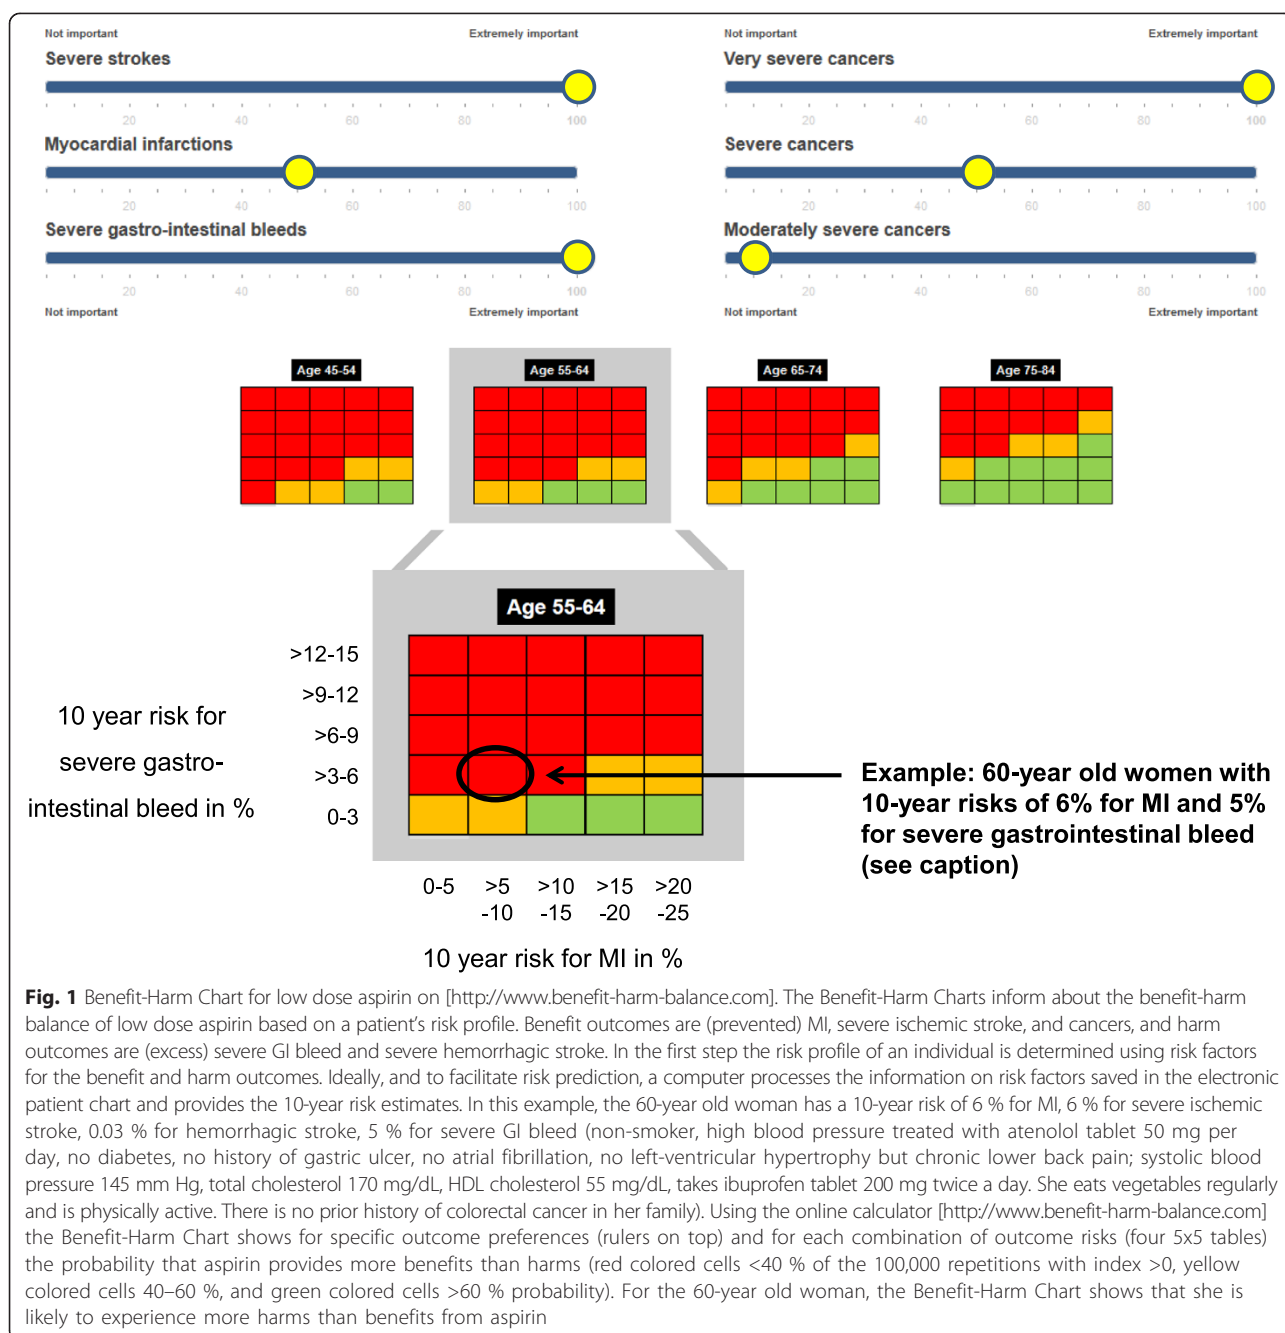 Not important Extremely important
Severe strokes
20 40 60 80 100
Myocardial infarctions
20 40 60 80 100
Severe gastro-intestinal bleeds
20 40 60 80 100
Not important Extremely important
Not important Extremely important
Very severe cancers
20 40 60 80 100
Severe cancers
20 40 60 80 100
Moderately severe cancers
20 40 60 80 100
Not important Extremely important
Age 45-54 Age 55-64 Age 65-74 Age 75-84
Age 55-64
10 year risk for
severe gastro-
intestinal bleed in %
>12-15
>9-12
>6-9
>3-6
0-3
0-5 >5 >10 >15 >20
-10 -15 -20 -25
10 year risk for MI in %
Example: 60-year old women with
10-year risks of 6% for MI and 5%
for severe gastrointestinal bleed
(see caption)
Fig. 1 Benefit-Harm Chart for low dose aspirin on [http://www.benefit-harm-balance.com]. The Benefit-Harm Charts inform about the benefit-harm
balance of low dose aspirin based on a patient's risk profile. Benefit outcomes are (prevented) MI, severe ischemic stroke, and cancers, and harm
outcomes are (excess) severe GI bleed and severe hemorrhagic stroke. In the first step the risk profile of an individual is determined using risk factors
for the benefit and harm outcomes. Ideally, and to facilitate risk prediction, a computer processes the information on risk factors saved in the electronic
patient chart and provides the 10-year risk estimates. In this example, the 60-year old woman has a 10-year risk of 6 % for MI, 6 % for severe ischemic
stroke, 0.03 % for hemorrhagic stroke, 5 % for severe GI bleed (non-smoker, high blood pressure treated with atenolol tablet 50 mg per
day, no diabetes, no history of gastric ulcer, no atrial fibrillation, no left-ventricular hypertrophy but chronic lower back pain; systolic blood
pressure 145 mm Hg, total cholesterol 170 mg/dL, HDL cholesterol 55 mg/dL, takes ibuprofen tablet 200 mg twice a day. She eats vegetables regularly
and is physically active. There is no prior history of colorectal cancer in her family). Using the online calculator [http://www.benefit-harm-balance.com]
the Benefit-Harm Chart shows for specific outcome preferences (rulers on top) and for each combination of outcome risks (four 5x5 tables)
the probability that aspirin provides more benefits than harms (red colored cells <40 % of the 100,000 repetitions with index >0, yellow
colored cells 40–60 %, and green colored cells >60 % probability). For the 60-year old woman, the Benefit-Harm Chart shows that she is
likely to experience more harms than benefits from aspirin